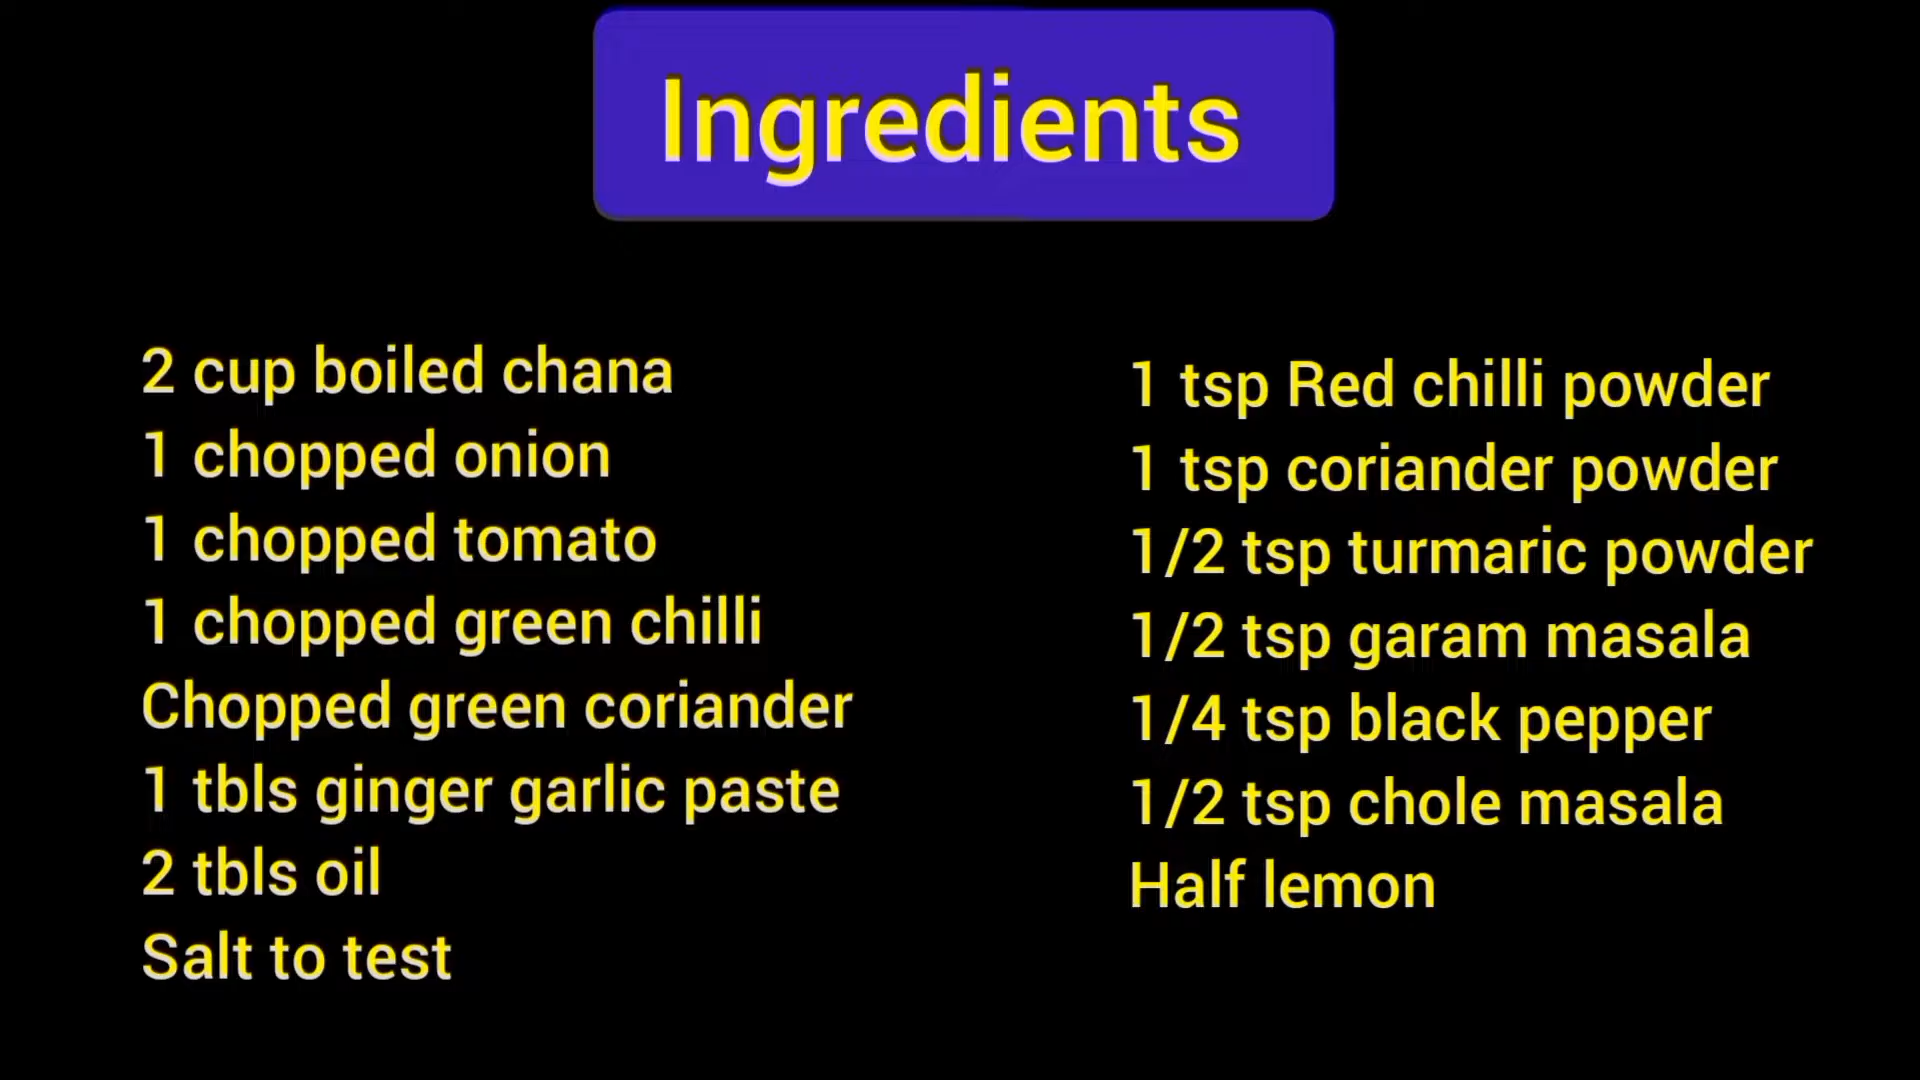 Ingredients
2 cup boiled chana
1 chopped onion
1 chopped tomato
1 chopped green chilli
Chopped green coriander
1 tbls ginger garlic paste
2 tbls oil
Salt to test
1 tsp Red chilli powder
1 tsp coriander powder
1/2 tsp turmaric powder
1/2 tsp garam masala
1/4 tsp black pepper
1/2 tsp chole masala
Half lemon